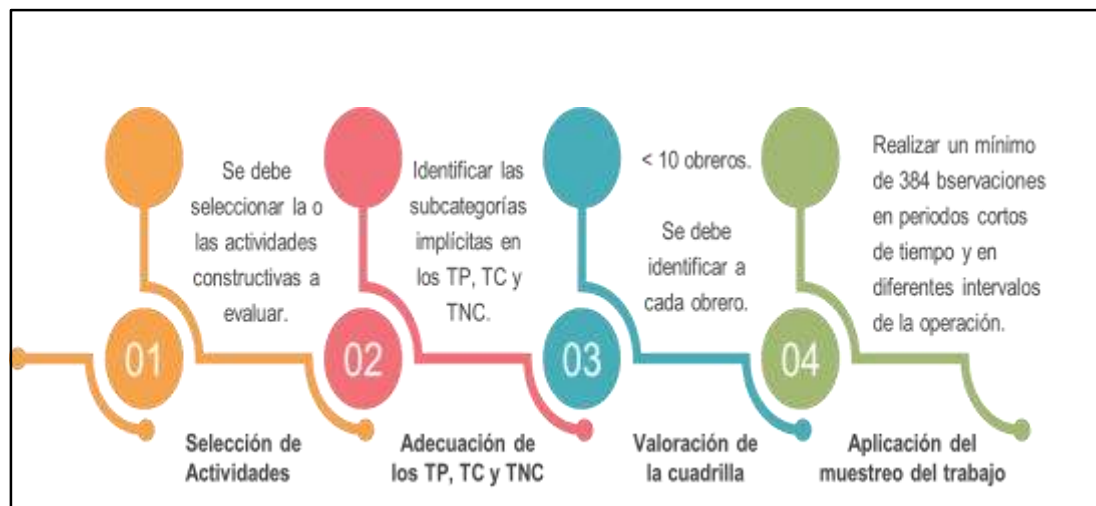 01
Se debe
seleccionar la o
las actividades
constructivas a
evaluar.
Selección de
Actividades
02
Identificar las
subcategorías
implícitas en
los TP, TC y
TNC.
Adecuación de
los TP, TC y TNC
03
< 10 obreros.
Se debe
identificar a
cada obrero.
Valoración de
la cuadrilla
04
Realizar un mínimo
de 384 bservaciones
en periodos cortos
de tiempo y en
diferentes intervalos
de la operación.
Aplicación del
muestreo del trabajo